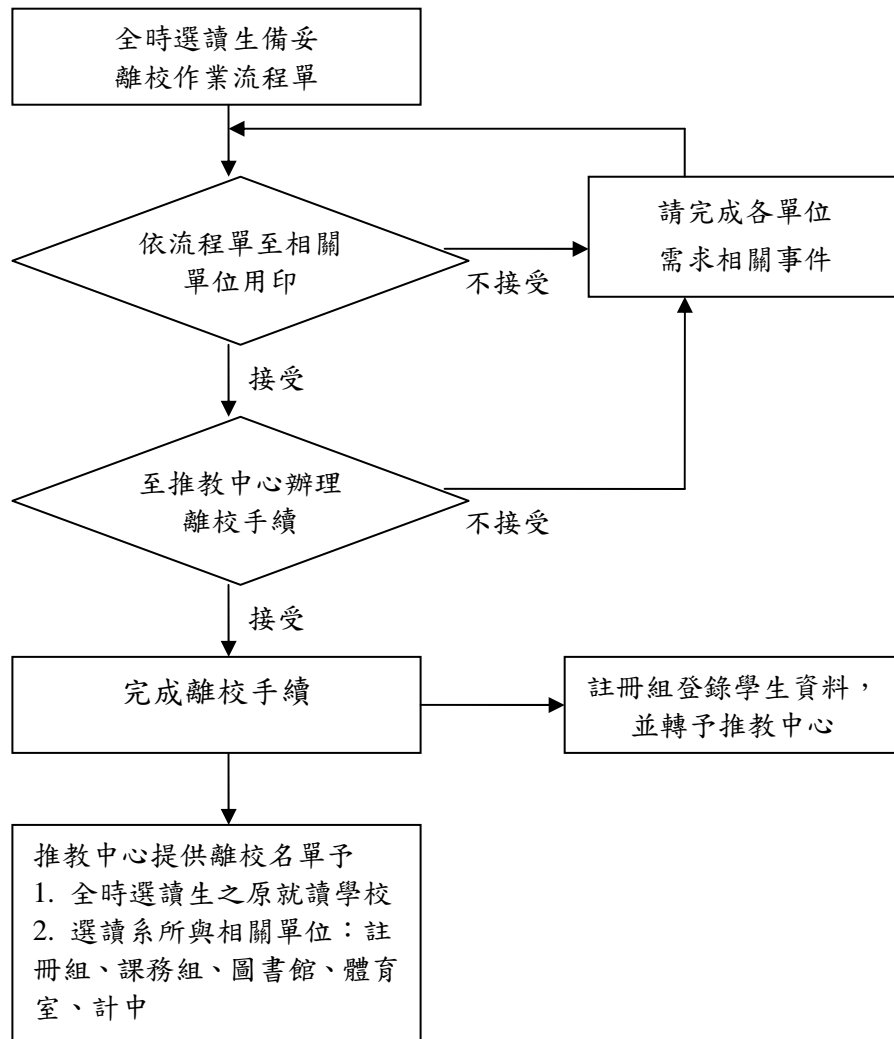 全時選讀生備妥
離校作業流程單
依流程單至相關
單位用印
不接受
請完成各單位
需求相關事件
接受
至推教中心辦理
離校手續
不接受
接受
完成離校手續
註冊組登錄學生資料，
並轉予推教中心
推教中心提供離校名單予
1. 全時選讀生之原就讀學校
2. 選讀系所與相關單位：註
冊組、課務組、圖書館、體育
室、計中